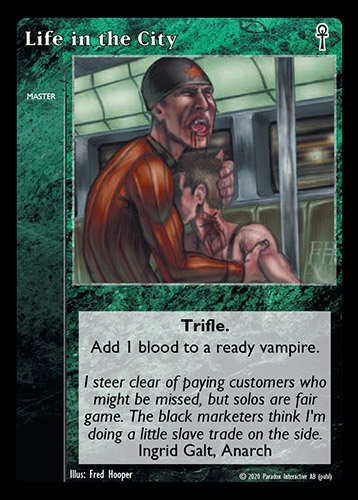 Life in the City
MASTER
Trifle.
Add 1 blood to a ready vampire.
I steer clear of paying customers who
might be missed, but solos are fair
game. The black marketers think I'm
doing a little slave trade on the side.
Ingrid Galt, Anarch
Illus: Fred Hooper
© 2020 Paradox Interactive AB (publ)